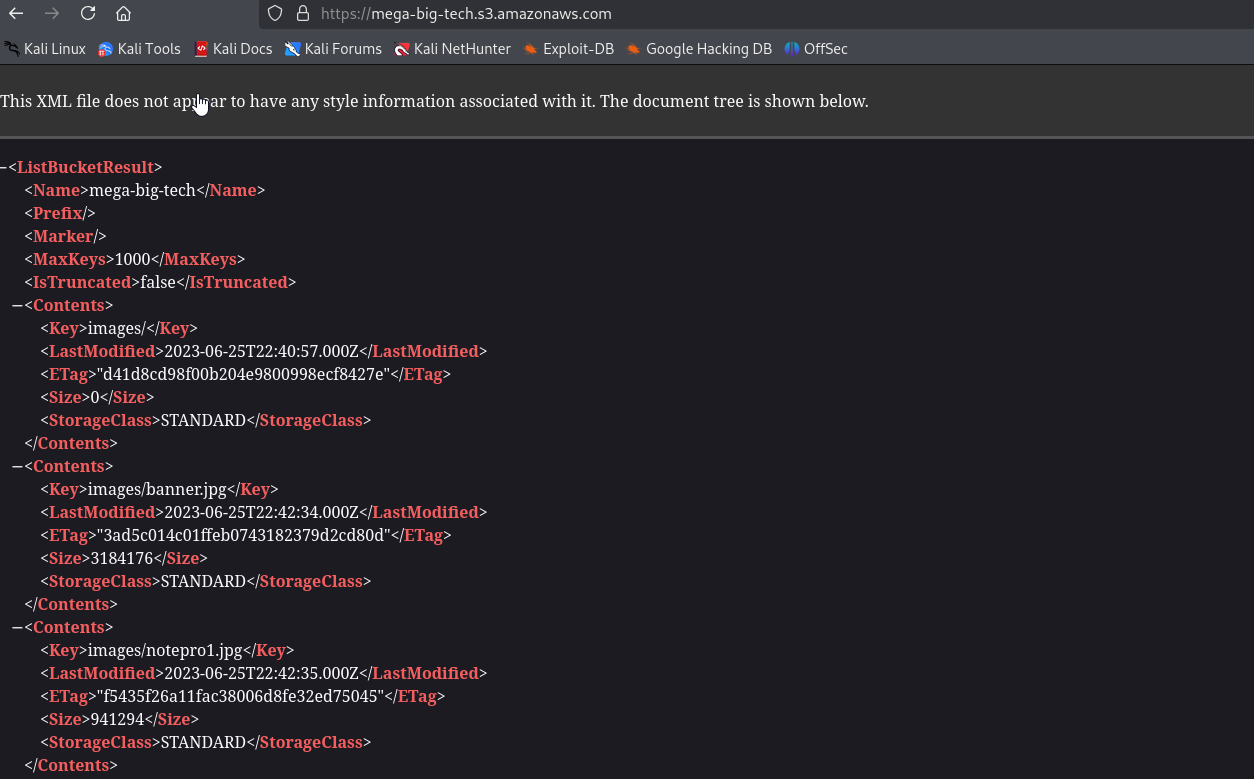 https://mega-big-tech.s3.amazonaws.com
Kali Linux Kali Tools Kali Docs Kali Forums Kali NetHunter Exploit-DB Google Hacking DB OffSec
This XML file does not appear to have any style information associated with it. The document tree is shown below.
−<ListBucketResult>
<Name>mega-big-tech</Name>
<Prefix/>
<Marker/>
<MaxKeys>1000</MaxKeys>
<IsTruncated>false</IsTruncated>
−<Contents>
<Key>images/</Key>
<LastModified>2023-06-25T22:40:57.000Z</LastModified>
<ETag>"d41d8cd98f00b204e9800998ecf8427e"</ETag>
<Size>0</Size>
<StorageClass>STANDARD</StorageClass>
</Contents>
−<Contents>
<Key>images/banner.jpg</Key>
<LastModified>2023-06-25T22:42:34.000Z</LastModified>
<ETag>"3ad5c014c01ffeb0743182379d2cd80d"</ETag>
<Size>3184176</Size>
<StorageClass>STANDARD</StorageClass>
</Contents>
−<Contents>
<Key>images/notepro1.jpg</Key>
<LastModified>2023-06-25T22:42:35.000Z</LastModified>
<ETag>"f5435f26a11fac38006d8fe32ed75045"</ETag>
<Size>941294</Size>
<StorageClass>STANDARD</StorageClass>
</Contents>